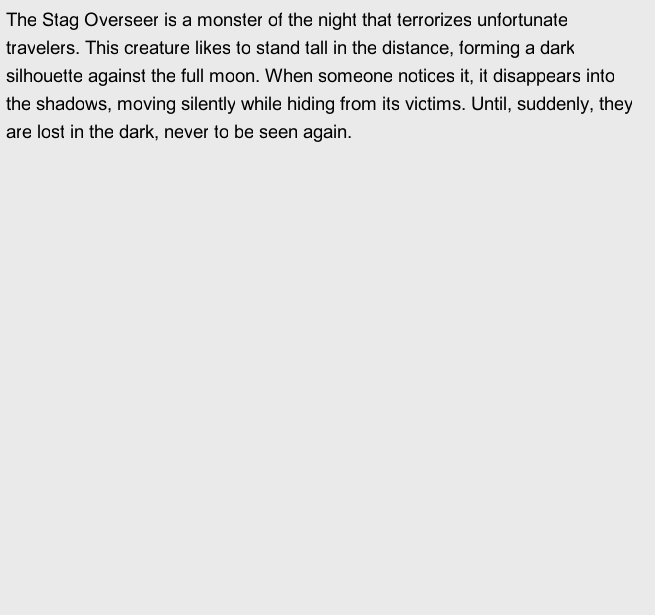 The Stag Overseer is a monster of the night that terrorizes unfortunate
travelers. This creature likes to stand tall in the distance, forming a dark
silhouette against the full moon. When someone notices it, it disappears into
the shadows, moving silently while hiding from its victims. Until, suddenly, they
are lost in the dark, never to be seen again.